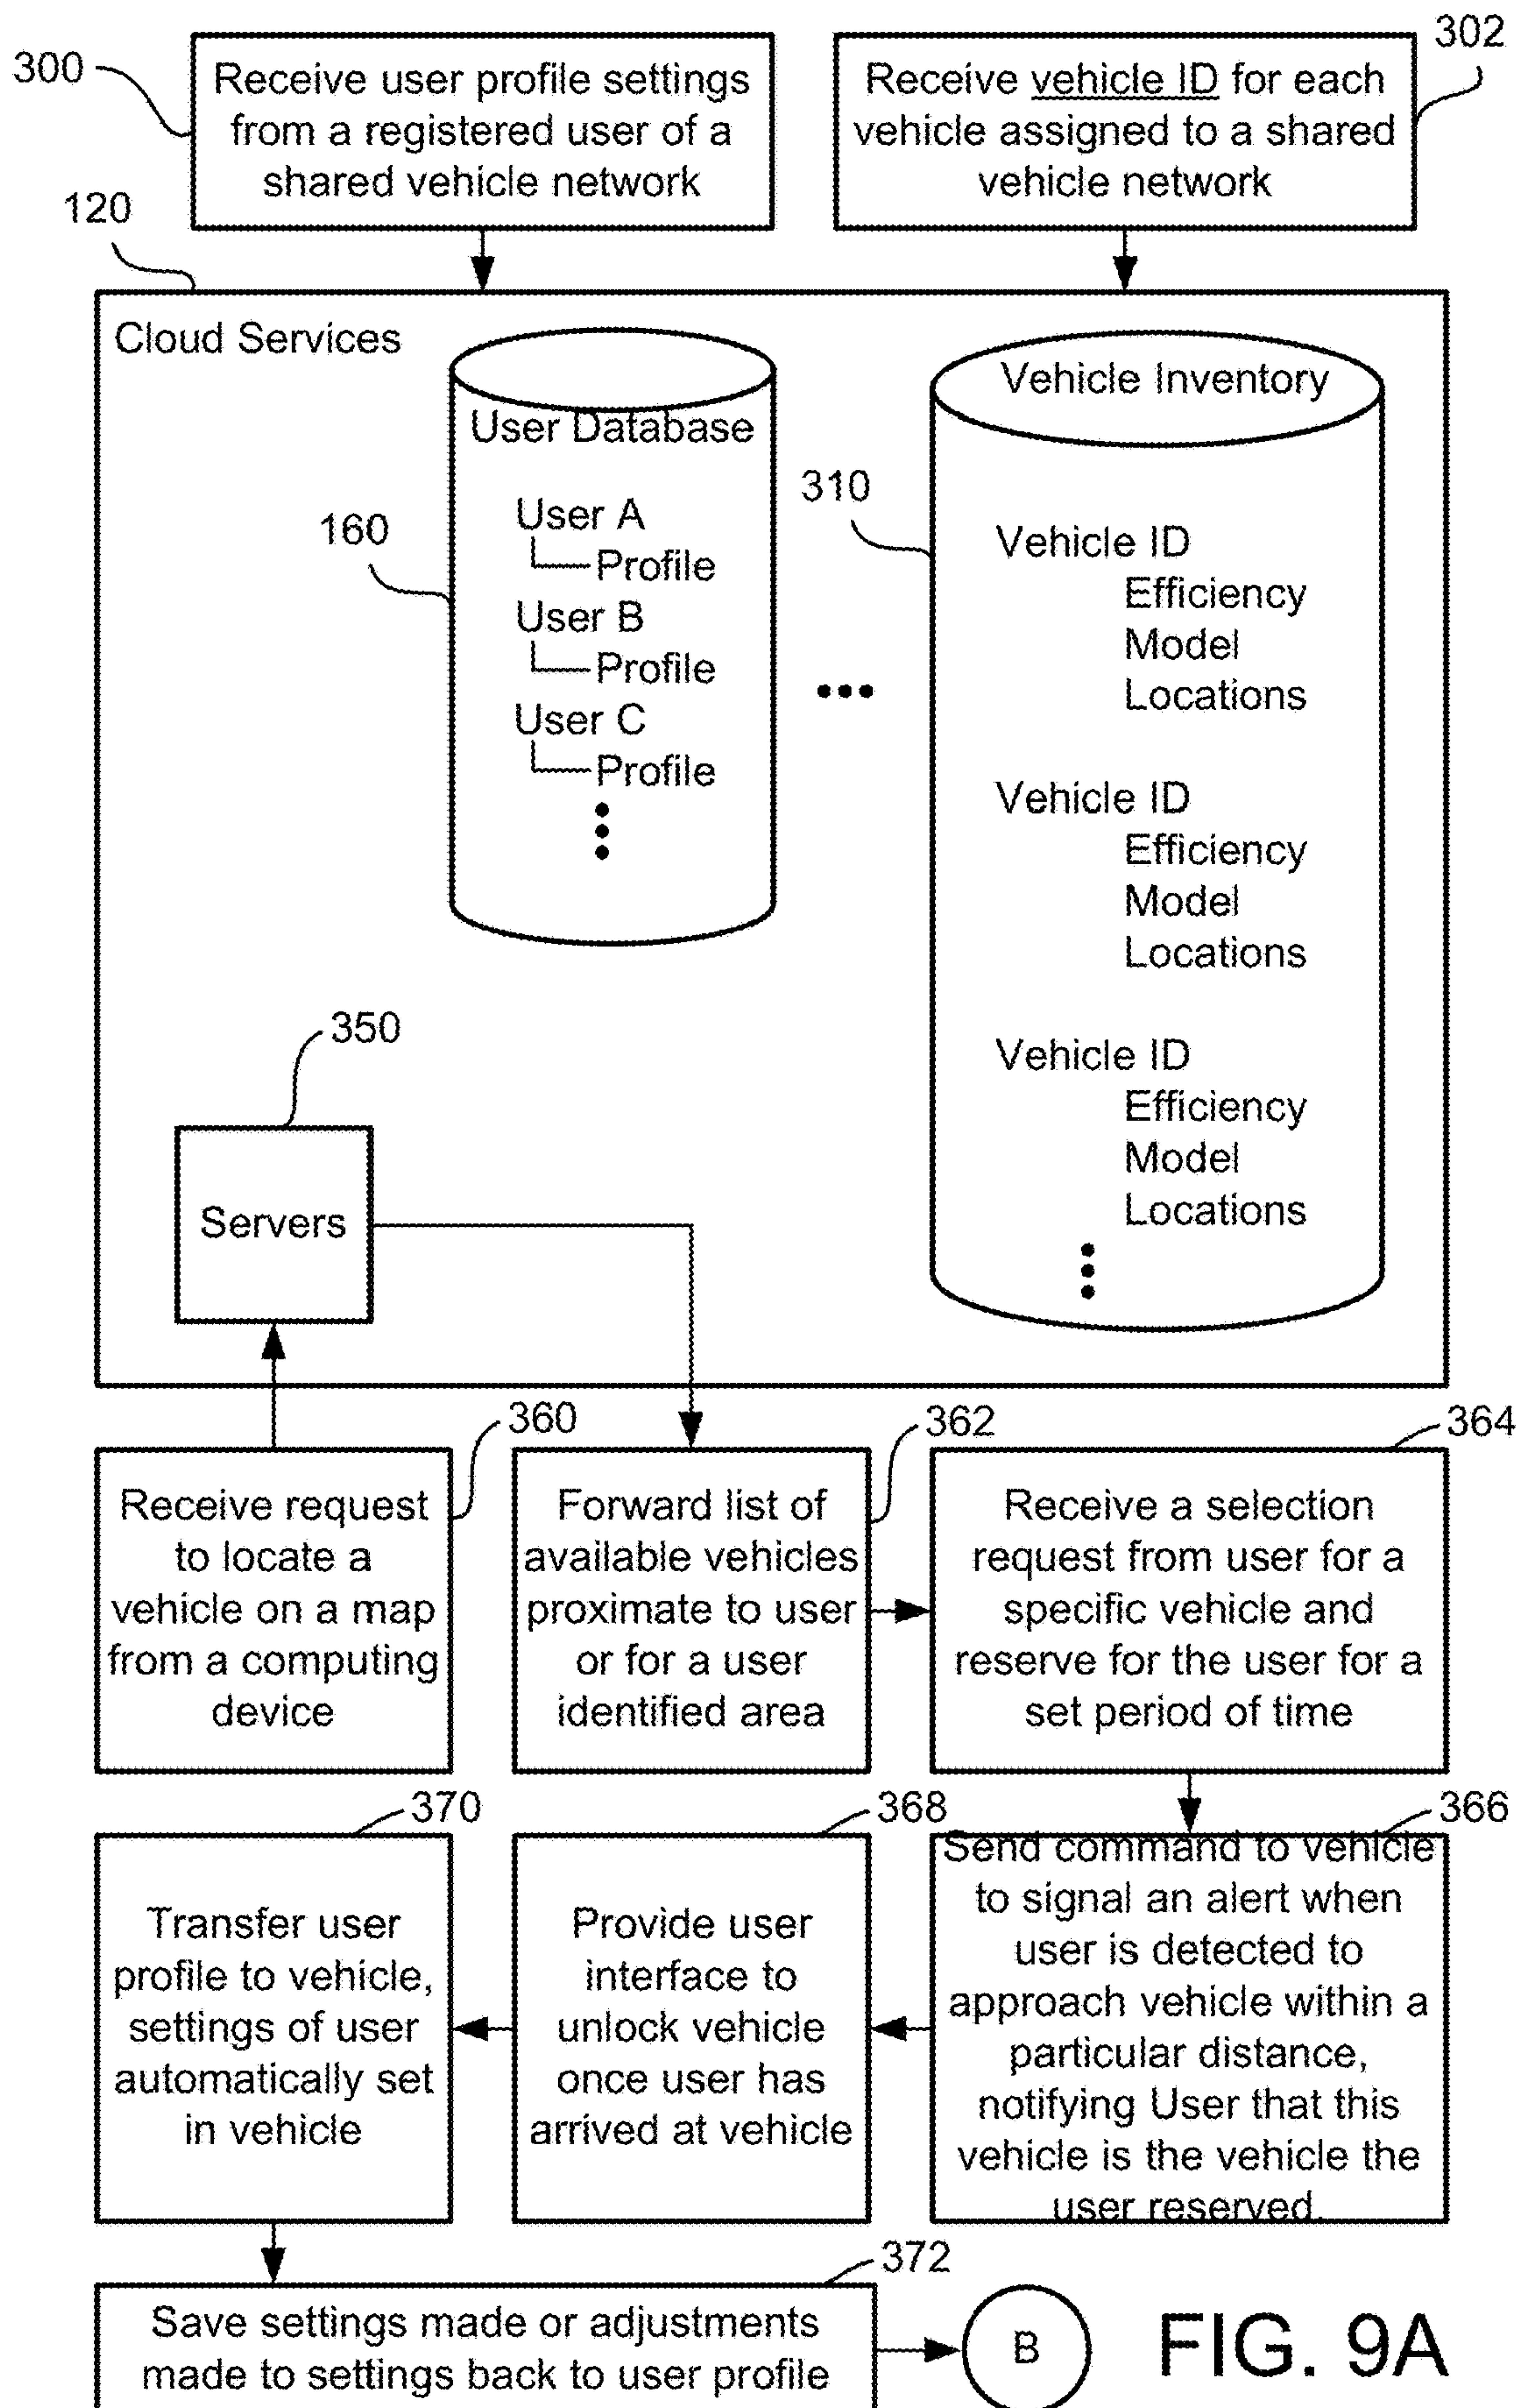 300
Receive user profile settings
from a registered user of a
shared vehicle network
302
Receive vehicle ID for each
vehicle assigned to a shared
vehicle network
120
Cloud Services
User Database
160
User A
Profile
User B
Profile
User C
Profile
310
Vehicle Inventory
Vehicle ID
Efficiency
Model
Locations
Vehicle ID
Efficiency
Model
Locations
Vehicle ID
Efficiency
Model
Locations
350
Servers
360
Receive request
to locate a
vehicle on a map
from a computing
device
362
Forward list of
available vehicles
proximate to user
or for a user
identified area
364
Receive a selection
request from user for a
specific vehicle and
reserve for the user for a
set period of time
366
Send command to vehicle
to signal an alert when
user is detected to
approach vehicle within a
particular distance,
notifying User that this
vehicle is the vehicle the
user reserved.
368
Provide user
interface to
unlock vehicle
once user has
arrived at vehicle
370
Transfer user
profile to vehicle,
settings of user
automatically set
in vehicle
372
Save settings made or adjustments
made to settings back to user profile
B
FIG. 9A